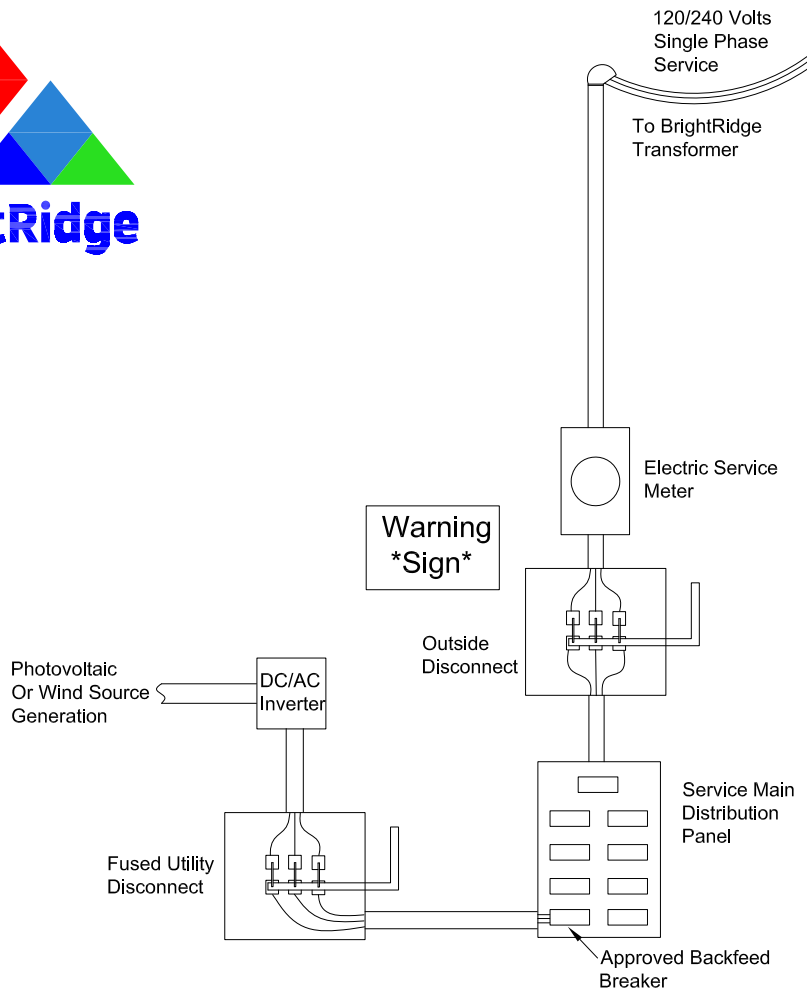 120/240 Volts
Single Phase
Service
To BrightRidge
Transformer
tRidge
Electric Service
Meter
Warning
*Sign*
Outside
Disconnect
Photovoltaic
Or Wind Source
Generation
DC/AC
Inverter
Service Main
Distribution
Panel
Fused Utility
Disconnect
Approved Backfeed
Breaker